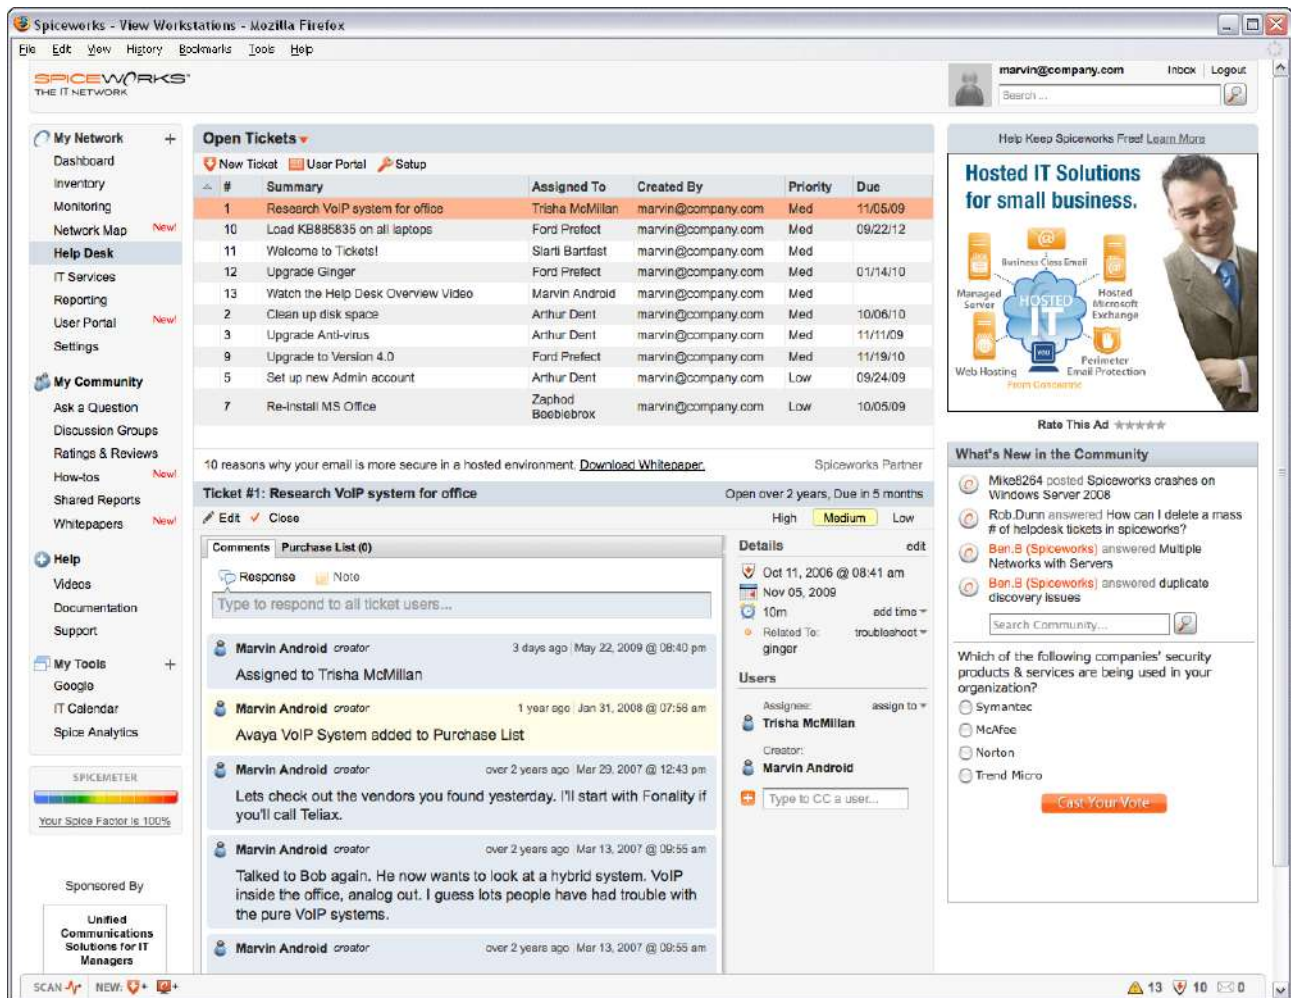 Spiceworks - View Workstations - Mozilla Firefox
File Edit View History Bookmarks Tools Help
SPICEWORKS
THE IT NETWORK
marvin@company.com Inbox Logout
Search ...
My Network +
Dashboard
Inventory
Monitoring
Network Map New!
Help Desk
IT Services
Reporting
User Portal New!
Settings
My Community
Ask a Question
Discussion Groups
Ratings & Reviews
How-tos New!
Shared Reports
Whitepapers New!
Help
Videos
Documentation
Support
My Tools +
Google
IT Calendar
Spice Analytics
SPICEMETER
Your Spice Factor is 100%
Sponsored By
Unified
Communications
Solutions for IT
Managers
Open Tickets
New Ticket User Portal Setup
# Summary Assigned To Created By Priority Due
1 Research VoIP system for office Trisha McMillan marvin@company.com Med 11/05/09
10 Load KB885835 on all laptops Ford Prefect marvin@company.com Med 09/22/12
11 Welcome to Tickets! Slarti Bartfast marvin@company.com Med
12 Upgrade Ginger Ford Prefect marvin@company.com Med 01/14/10
13 Watch the Help Desk Overview Video Marvin Android marvin@company.com Med
2 Clean up disk space Arthur Dent marvin@company.com Med 10/06/10
3 Upgrade Anti-virus Arthur Dent marvin@company.com Med 11/11/09
9 Upgrade to Version 4.0 Ford Prefect marvin@company.com Med 11/19/10
5 Set up new Admin account Arthur Dent marvin@company.com Low 09/24/09
7 Re-install MS Office Zaphod Beeblebrox marvin@company.com Low 10/05/09
10 reasons why your email is more secure in a hosted environment. Download Whitepaper. Spiceworks Partner
Ticket #1: Research VoIP system for office Open over 2 years, Due in 5 months
Edit Close High Medium Low
Comments Purchase List (0)
Response Note
Type to respond to all ticket users...
Marvin Android creator 3 days ago May 22, 2009 @ 08:40 pm
Assigned to Trisha McMillan
Marvin Android creator 1 year ago Jan 31, 2008 @ 07:56 am
Avaya VoIP System added to Purchase List
Marvin Android creator over 2 years ago Mar 29, 2007 @ 12:43 pm
Lets check out the vendors you found yesterday. I'll start with Fonality if
you'll call Teliax.
Marvin Android creator over 2 years ago Mar 13, 2007 @ 09:55 am
Talked to Bob again. He now wants to look at a hybrid system. VoIP
inside the office, analog out. I guess lots people have had trouble with
the pure VoIP systems.
Marvin Android creator over 2 years ago Mar 13, 2007 @ 09:55 am
Details edit
Oct 11, 2006 @ 08:41 am
Nov 05, 2009
10m add time
Related To: troubleshoot
ginger
Users
Assignee: assign to
Trisha McMillan
Creator:
Marvin Android
Type to CC a user...
Help Keep Spiceworks Free! Learn More
Hosted IT Solutions
for small business.
Business Class Email
Managed
Server
HOSTED
IT
YOU
Hosted
Microsoft
Exchange
Web Hosting
Perimeter
Email Protection
Rate This Ad
What's New in the Community
Mike8264 posted Spiceworks crashes on
Windows Server 2008
Rob.Dunn answered How can I delete a mass
# of helpdesk tickets in spiceworks?
Ben.B (Spiceworks) answered Multiple
Networks with Servers
Ben.B (Spiceworks) answered duplicate
discovery issues
Search Community...
Which of the following companies' security
products & services are being used in your
organization?
Symantec
McAfee
Norton
Trend Micro
Cast Your Vote
SCAN NEW: + +
13 10 0